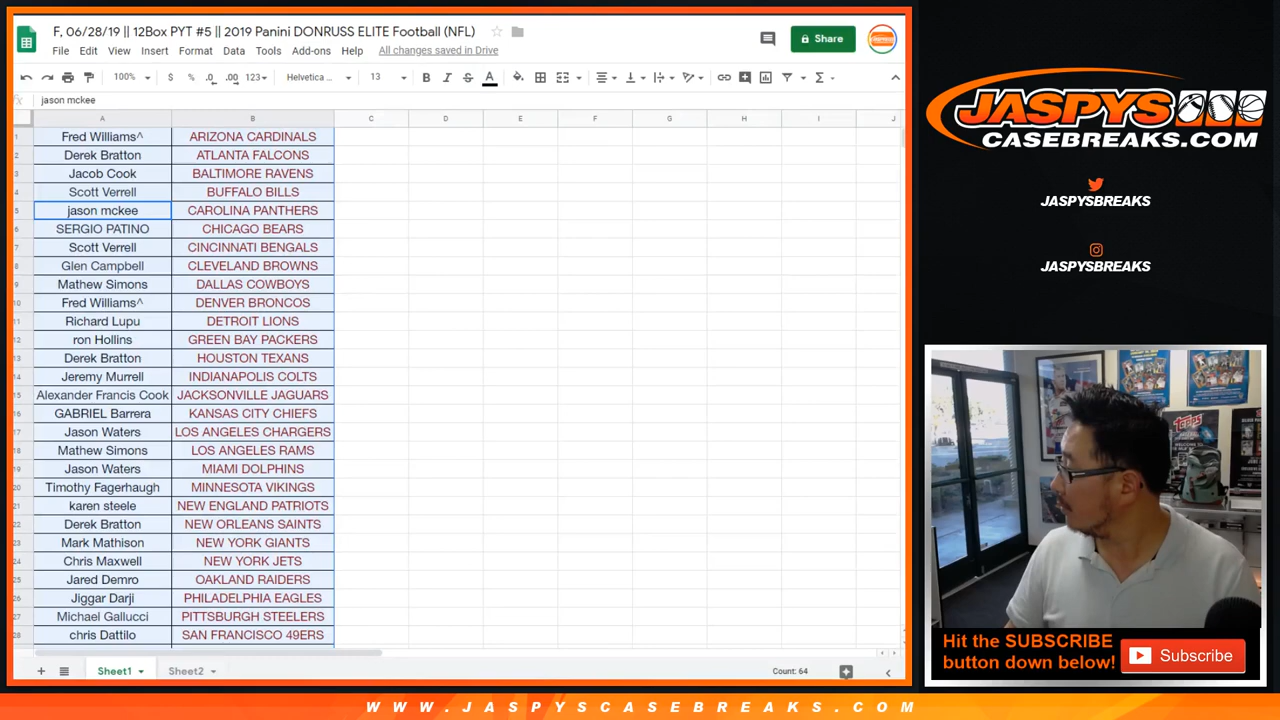 F, 06/28/19 || 12Box PYT #5 || 2019 Panini DONRUSS ELITE Football (NFL)
File Edit View Insert Format Data Tools Add-ons Help All changes saved in Drive
Share
100% $ % .0 .00 123 Helvetica ... 13 B I S A
fx jason mckee
A B C D E F G H I J
1 Fred Williams^ ARIZONA CARDINALS
2 Derek Bratton ATLANTA FALCONS
3 Jacob Cook BALTIMORE RAVENS
4 Scott Verrell BUFFALO BILLS
5 jason mckee CAROLINA PANTHERS
6 SERGIO PATINO CHICAGO BEARS
7 Scott Verrell CINCINNATI BENGALS
8 Glen Campbell CLEVELAND BROWNS
9 Mathew Simons DALLAS COWBOYS
10 Fred Williams^ DENVER BRONCOS
11 Richard Lupu DETROIT LIONS
12 ron Hollins GREEN BAY PACKERS
13 Derek Bratton HOUSTON TEXANS
14 Jeremy Murrell INDIANAPOLIS COLTS
15 Alexander Francis Cook JACKSONVILLE JAGUARS
16 GABRIEL Barrera KANSAS CITY CHIEFS
17 Jason Waters LOS ANGELES CHARGERS
18 Mathew Simons LOS ANGELES RAMS
19 Jason Waters MIAMI DOLPHINS
20 Timothy Fagerhaugh MINNESOTA VIKINGS
21 karen steele NEW ENGLAND PATRIOTS
22 Derek Bratton NEW ORLEANS SAINTS
23 Mark Mathison NEW YORK GIANTS
24 Chris Maxwell NEW YORK JETS
25 Jared Demro OAKLAND RAIDERS
26 Jiggar Darji PHILADELPHIA EAGLES
27 Michael Gallucci PITTSBURGH STEELERS
28 chris Dattilo SAN FRANCISCO 49ERS
Sheet1 Sheet2 Count: 64
JASPYS
CASEBREAKS.COM
JASPYSBREAKS
JASPYSBREAKS
TOPPS
Hit the SUBSCRIBE
button down below!
Subscribe
WWW.JASPYSCASEBREAKS.COM